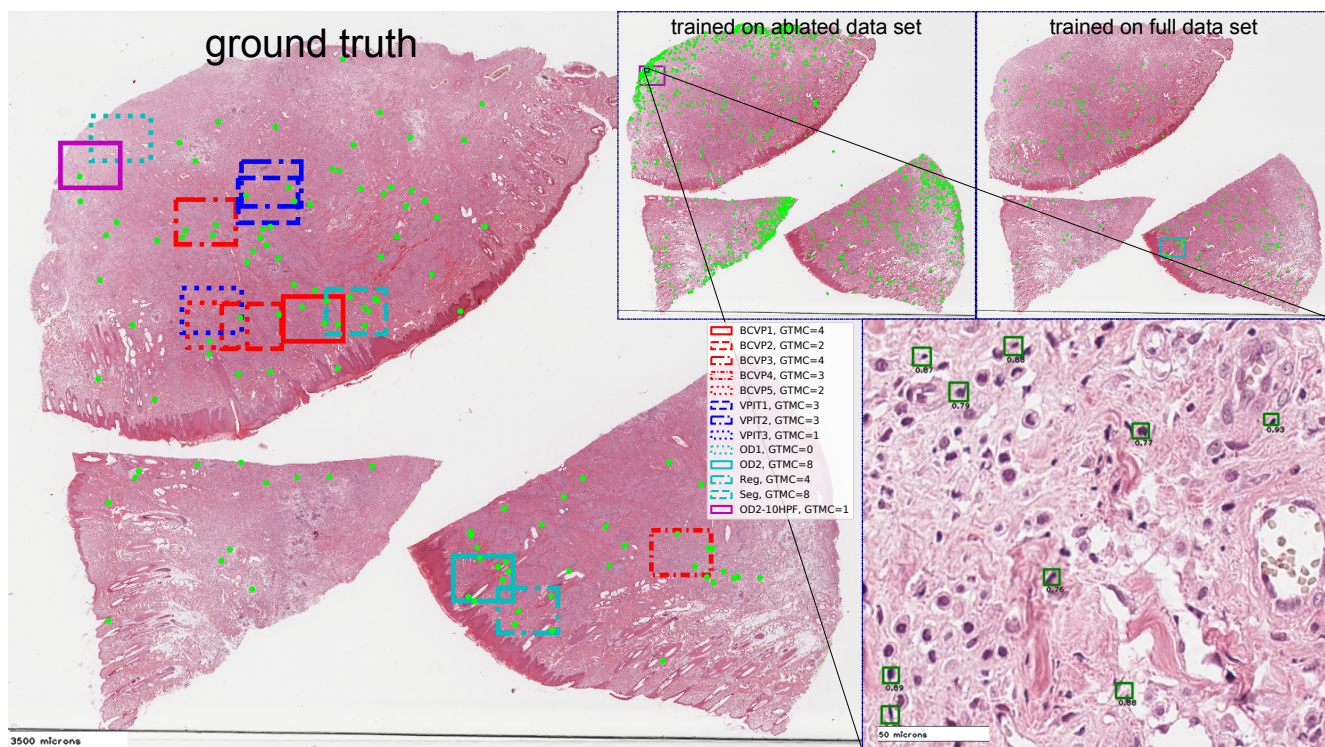 ground truth
trained on ablated data set
trained on full data set
BCVP1, GTMC=4
BCVP2, GTMC=2
BCVP3, GTMC=4
BCVP4, GTMC=3
BCVP5, GTMC=2
VPIT1, GTMC=3
VPIT2, GTMC=3
VPIT3, GTMC=1
OD1, GTMC=0
OD2, GTMC=8
Reg, GTMC=4
Seg, GTMC=8
OD2-10HPF, GTMC=1
0.87
0.88
0.79
0.77
0.93
0.76
0.89
0.88
50 microns
3500 microns